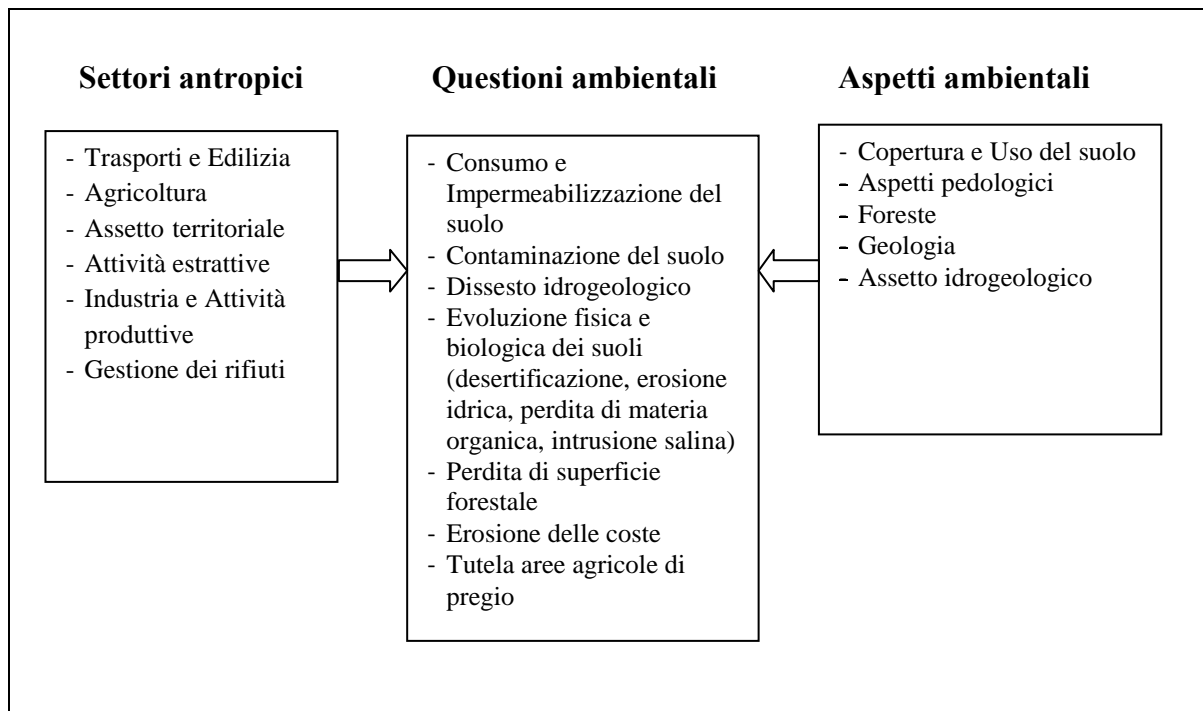 Settori antropici
- Trasporti e Edilizia
- Agricoltura
- Assetto territoriale
- Attività estrattive
- Industria e Attività
produttive
- Gestione dei rifiuti
Questioni ambientali
- Consumo e
Impermeabilizzazione del
suolo
- Contaminazione del suolo
- Dissesto idrogeologico
- Evoluzione fisica e
biologica dei suoli
(desertificazione, erosione
idrica, perdita di materia
organica, intrusione salina)
- Perdita di superficie
forestale
- Erosione delle coste
- Tutela aree agricole di
pregio
Aspetti ambientali
- Copertura e Uso del suolo
- Aspetti pedologici
- Foreste
- Geologia
- Assetto idrogeologico